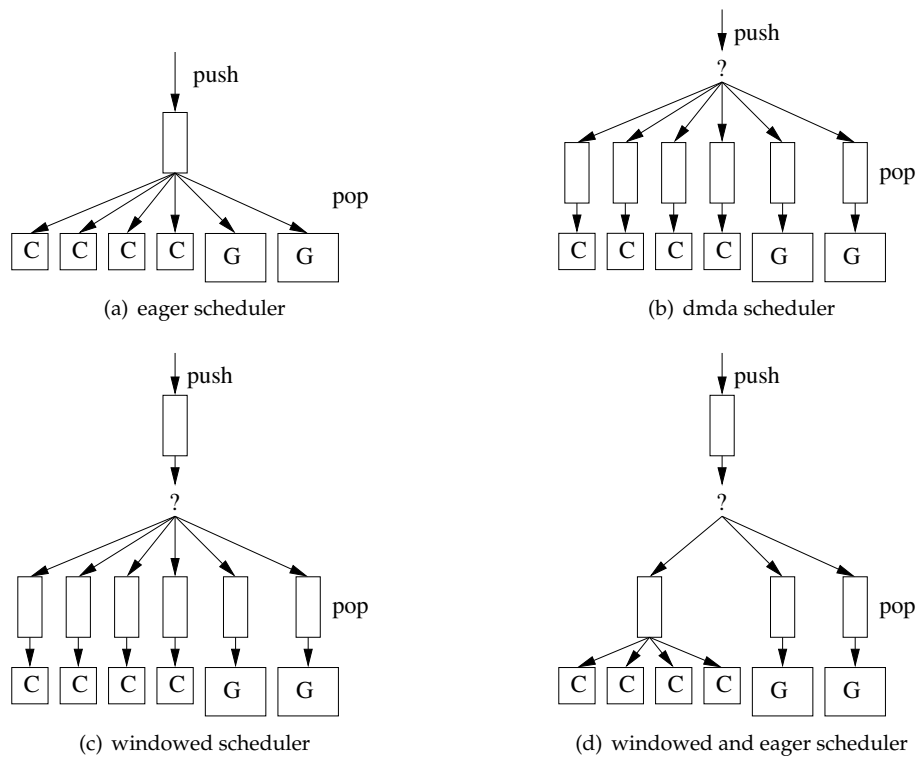 push
pop
C C C C G G
(a) eager scheduler
push
?
pop
C C C C G G
(b) dmda scheduler
push
?
pop
C C C C G G
(c) windowed scheduler
push
?
pop
C C C C G G
(d) windowed and eager scheduler